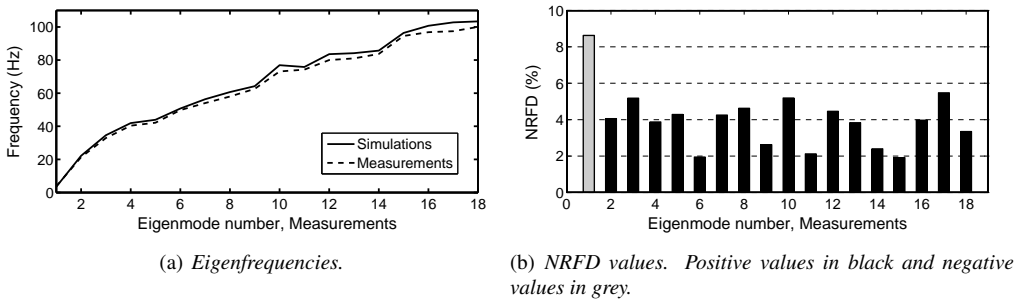 Frequency (Hz)
100
80
60
40
20
0
2 4 6 8 10 12 14 16 18
Eigenmode number, Measurements
Simulations
Measurements
(a) Eigenfrequencies.
NRFD (%)
10
8
6
4
2
0
0 2 4 6 8 10 12 14 16 18
Eigenmode number, Measurements
(b) NRFD values. Positive values in black and negative
values in grey.